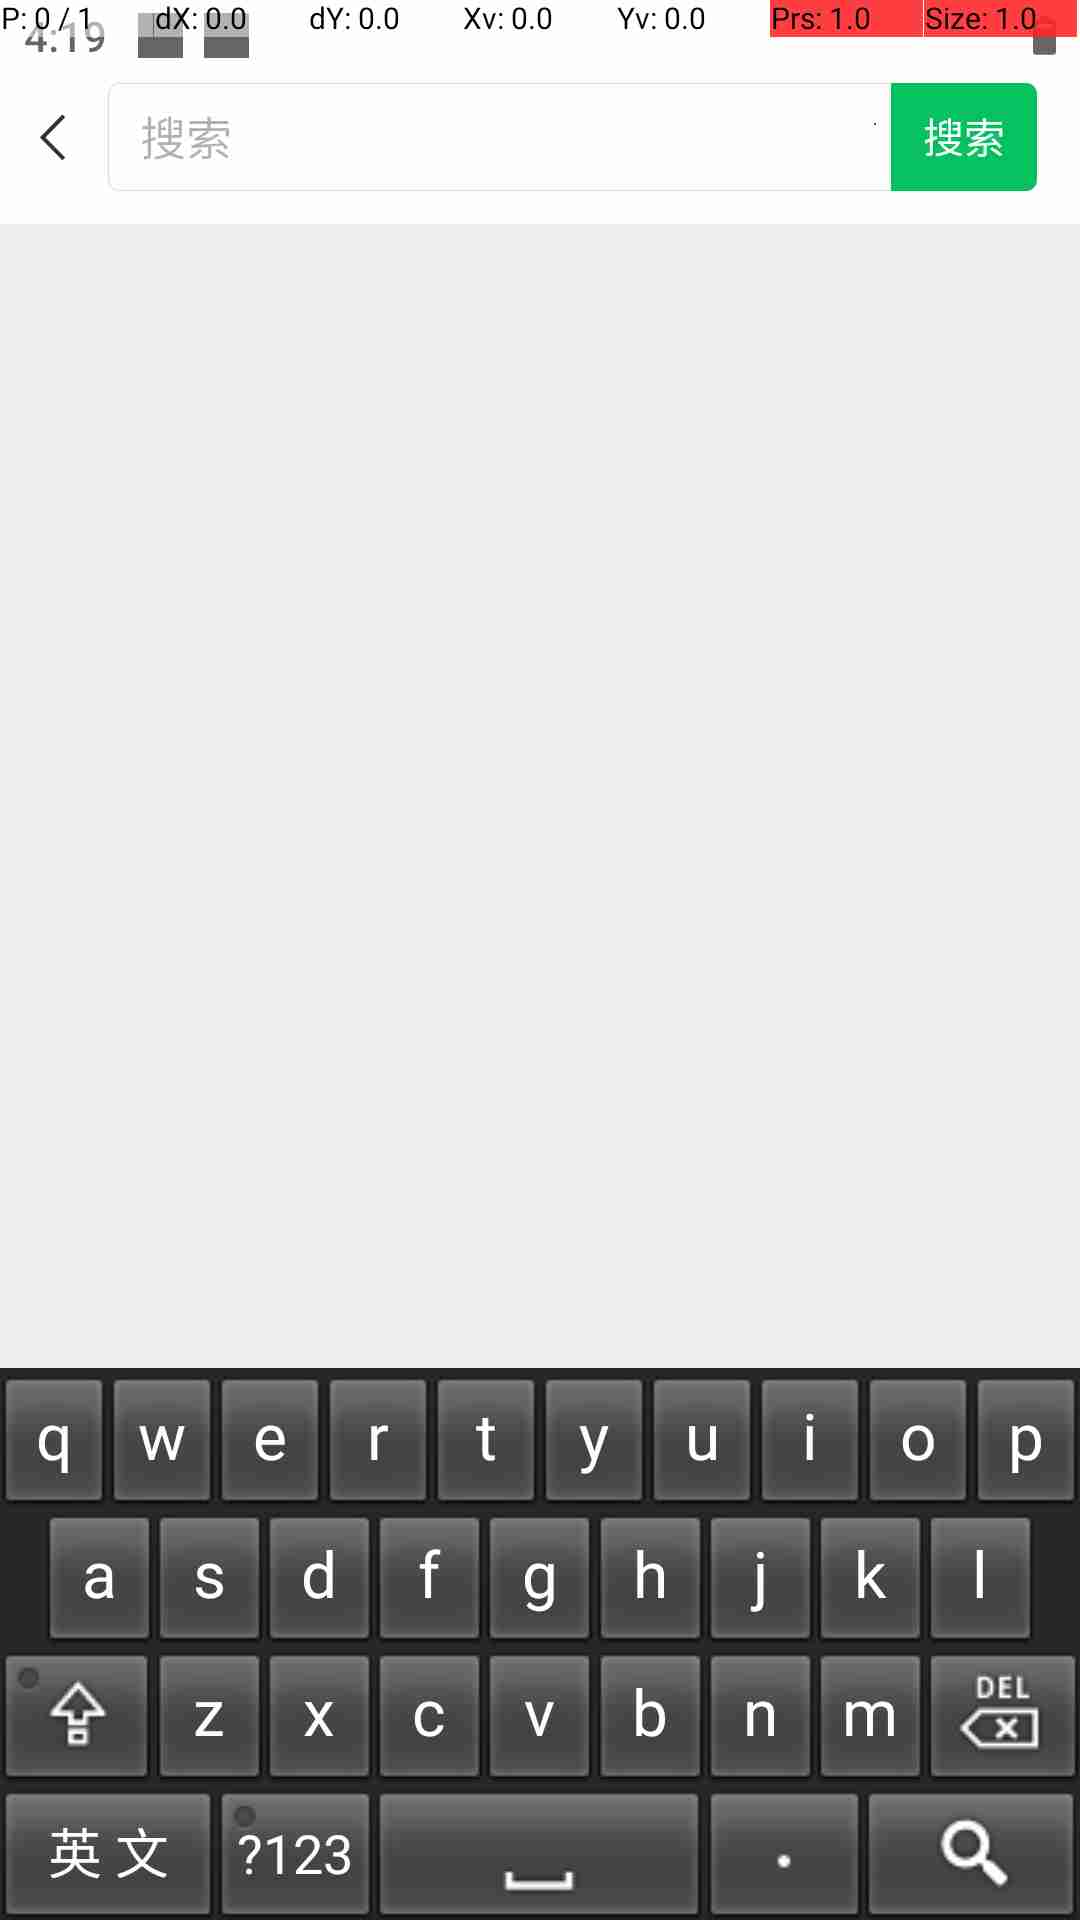 P: 0 / 1 dX: 0.0 dY: 0.0 Xv: 0.0 Yv: 0.0 Prs: 1.0 Size: 1.0
4:19
搜索 搜索
q w e r t y u i o p
a s d f g h j k l
z x c v b n m DEL
英文 ?123 .